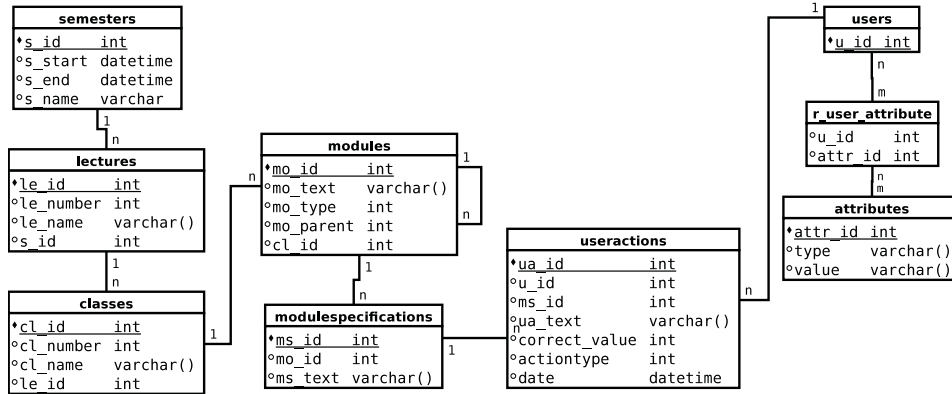 semesters
s_id int
s_start datetime
s_end datetime
s_name varchar
1
n
lectures
le_id int
le_number int
le_name varchar()
s_id int
1
n
classes
cl_id int
cl_number int
cl_name varchar()
le_id int
1
n
modules
mo_id int
mo_text varchar()
mo_type int
mo_parent int
cl_id int
1
n
1
n
modulespecifications
ms_id int
mo_id int
ms_text varchar()
1
n
useractions
ua_id int
u_id int
ms_id int
ua_text varchar()
correct_value int
actiontype int
date datetime
n
1
users
u_id int
n
m
r_user_attribute
u_id int
attr_id int
n
m
attributes
attr_id int
type varchar()
value varchar()